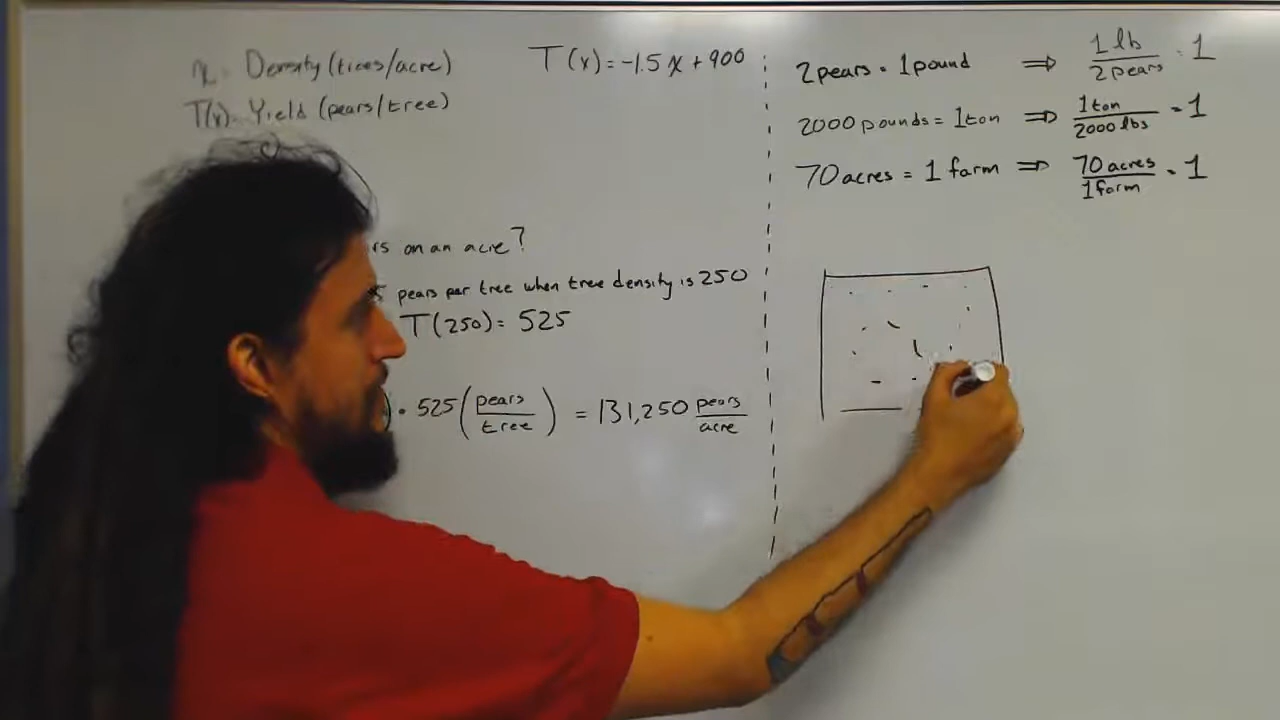 x - Density (trees/acre)
T(x) - Yield (pears/tree)
T(x) = -1.5x + 900
on an acre?
pears per tree when tree density is 250
T(250) = 525
) • 525 (pears/tree) = 131,250 pears/acre
2 pears = 1 pound ⇒ 1 lb/2 pears = 1
2000 pounds = 1 ton ⇒ 1 ton/2000 lbs = 1
70 acres = 1 farm ⇒ 70 acres/1 farm = 1